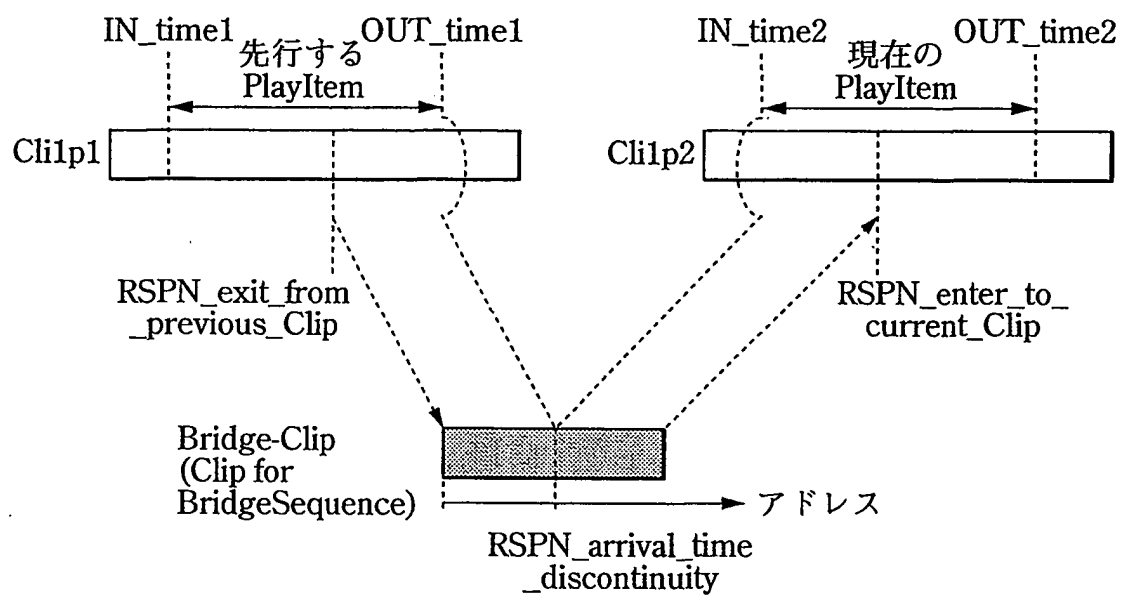 IN_time1
先行する
PlayItem
OUT_time1
IN_time2
現在の
PlayItem
OUT_time2
Cli1p1
Cli1p2
RSPN_exit_from
_previous_Clip
RSPN_enter_to_
current_Clip
Bridge-Clip
(Clip for
BridgeSequence)
アドレス
RSPN_arrival_time
_discontinuity